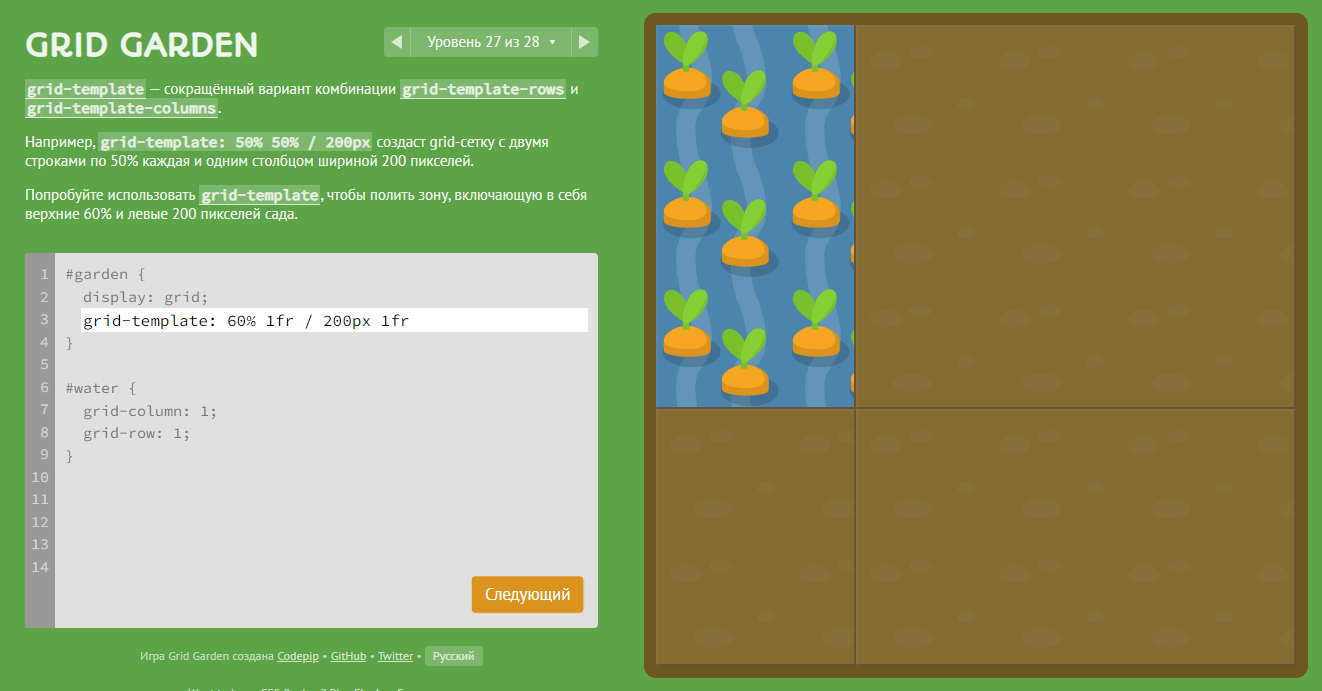 GRID GARDEN
Уровень 27 из 28
grid-template — сокращённый вариант комбинации grid-template-rows и
grid-template-columns.
Например, grid-template: 50% 50% / 200px создаст grid-сетку с двумя
строками по 50% каждая и одним столбцом шириной 200 пикселей.
Попробуйте использовать grid-template, чтобы полить зону, включающую в себя
верхние 60% и левые 200 пикселей сада.
1 #garden {
2 display: grid;
3 grid-template: 60% 1fr / 200px 1fr
4 }
5
6 #water {
7 grid-column: 1;
8 grid-row: 1;
9 }
10
11
12
13
14
Следующий
Игра Grid Garden создана Codepip • GitHub • Twitter • Русский